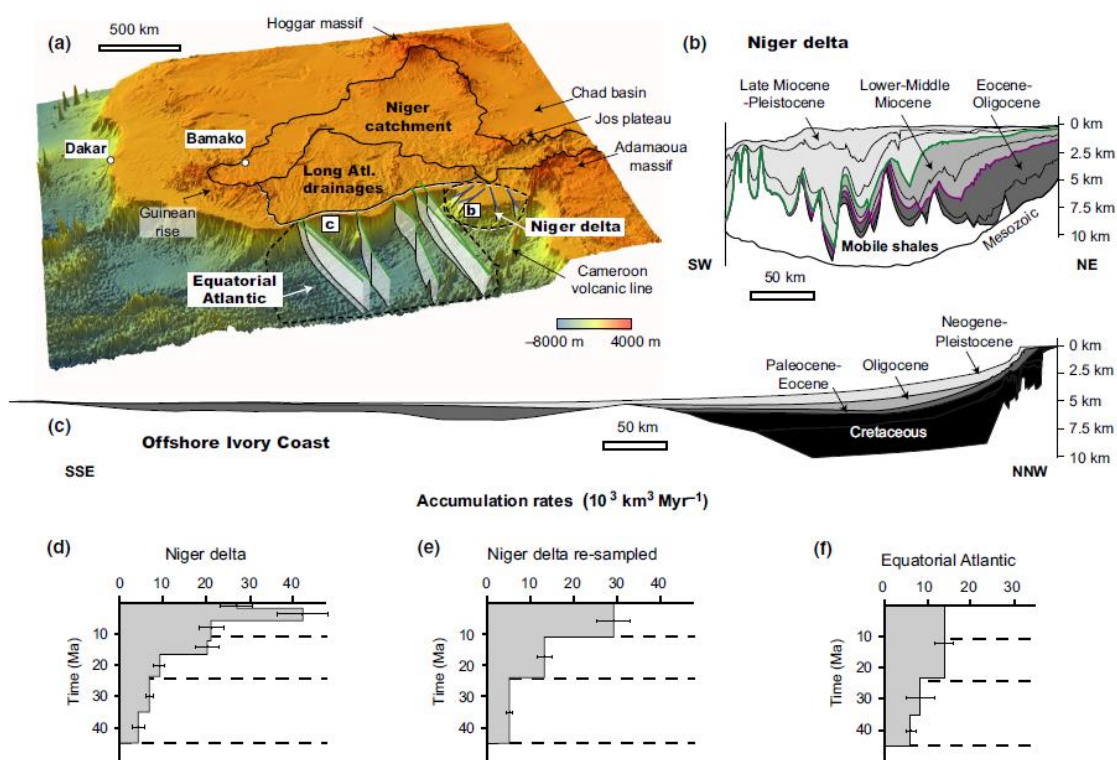 (a)
500 km
Hoggar massif
Chad basin
Niger
catchment
Jos plateau
Adamaoua
massif
Bamako
Dakar
Long Atl.
drainages
Guinean
rise
c
b
Niger delta
Equatorial
Atlantic
Cameroon
volcanic line
–8000 m
4000 m
(b)
Niger delta
Late Miocene
-Pleistocene
Lower-Middle
Miocene
Eocene-
Oligocene
0 km
2.5 km
5 km
7.5 km
10 km
Mobile shales
Mesozoic
SW
NE
50 km
Neogene-
Pleistocene
Paleocene-
Eocene
Oligocene
0 km
2.5 km
5 km
7.5 km
10 km
(c)
Offshore Ivory Coast
50 km
Cretaceous
SSE
NNW
Accumulation rates (10³ km³ Myr⁻¹)
(d)
Niger delta
0 10 20 30 40
Time (Ma)
10
20
30
40
(e)
Niger delta re-sampled
0 10 20 30 40
Time (Ma)
10
20
30
40
(f)
Equatorial Atlantic
0 10 20 30
Time (Ma)
10
20
30
40